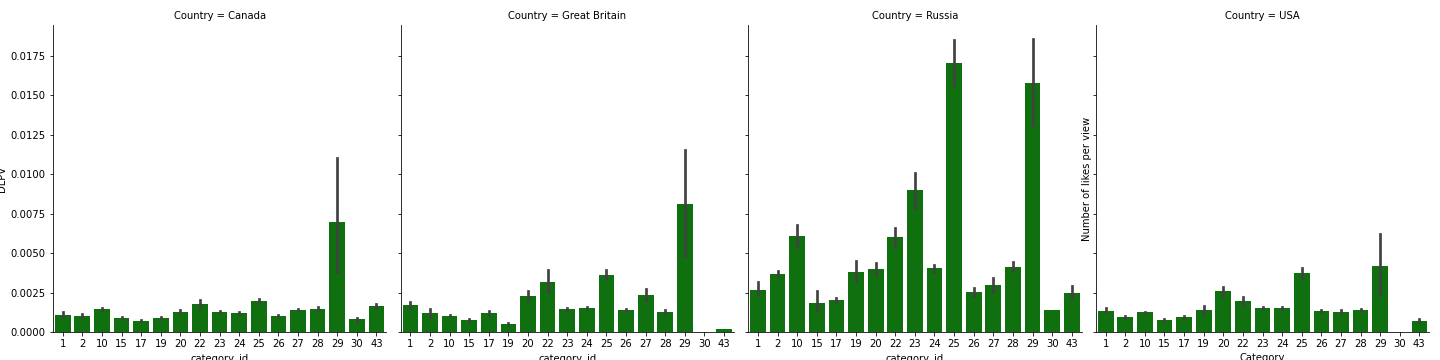 Country = Canada
Country = Great Britain
Country = Russia
Country = USA
0.0175
0.0150
0.0125
0.0100
0.0075
0.0050
0.0025
0.0000
DLPV
Number of likes per view
1 2 10 15 17 19 20 22 23 24 25 26 27 28 29 30 43
1 2 10 15 17 19 20 22 23 24 25 26 27 28 29 30 43
1 2 10 15 17 19 20 22 23 24 25 26 27 28 29 30 43
1 2 10 15 17 19 20 22 23 24 25 26 27 28 29 30 43
category_id
category_id
category_id
Category